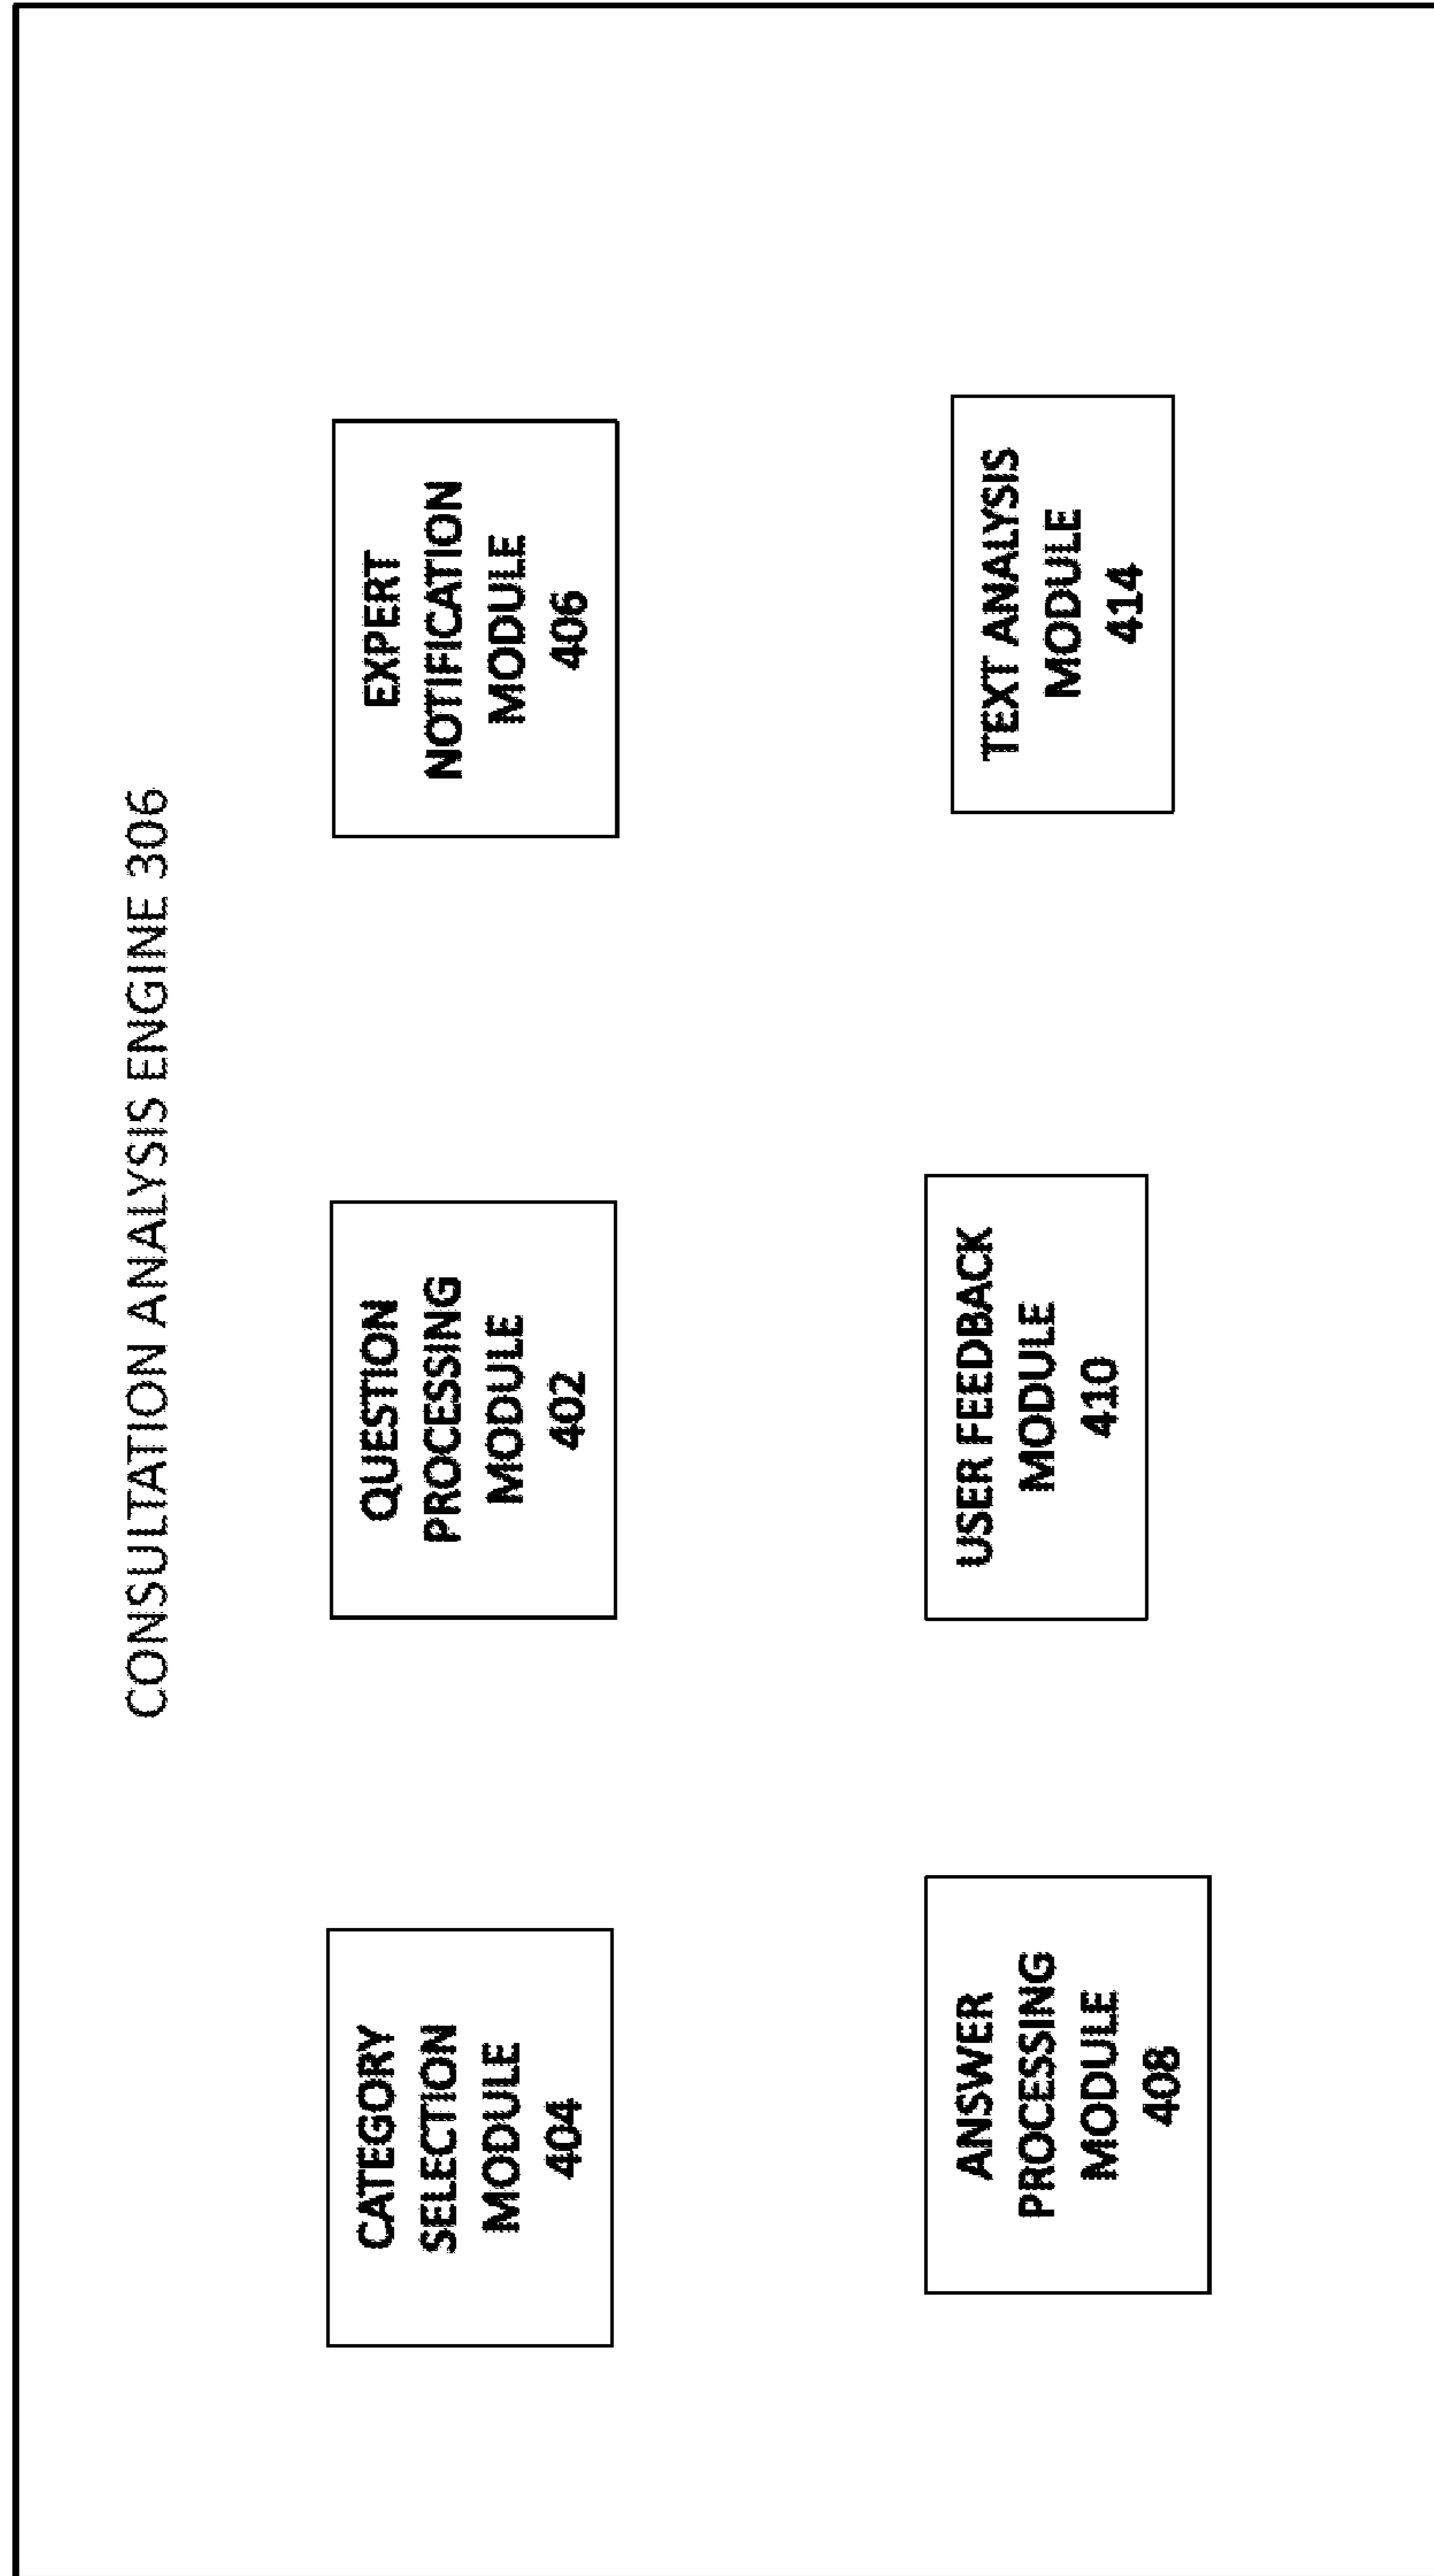 CONSULTATION ANALYSIS ENGINE 306
CATEGORY
SELECTION
MODULE
404
QUESTION
PROCESSING
MODULE
402
EXPERT
NOTIFICATION
MODULE
406
ANSWER
PROCESSING
MODULE
408
USER FEEDBACK
MODULE
410
TEXT ANALYSIS
MODULE
414